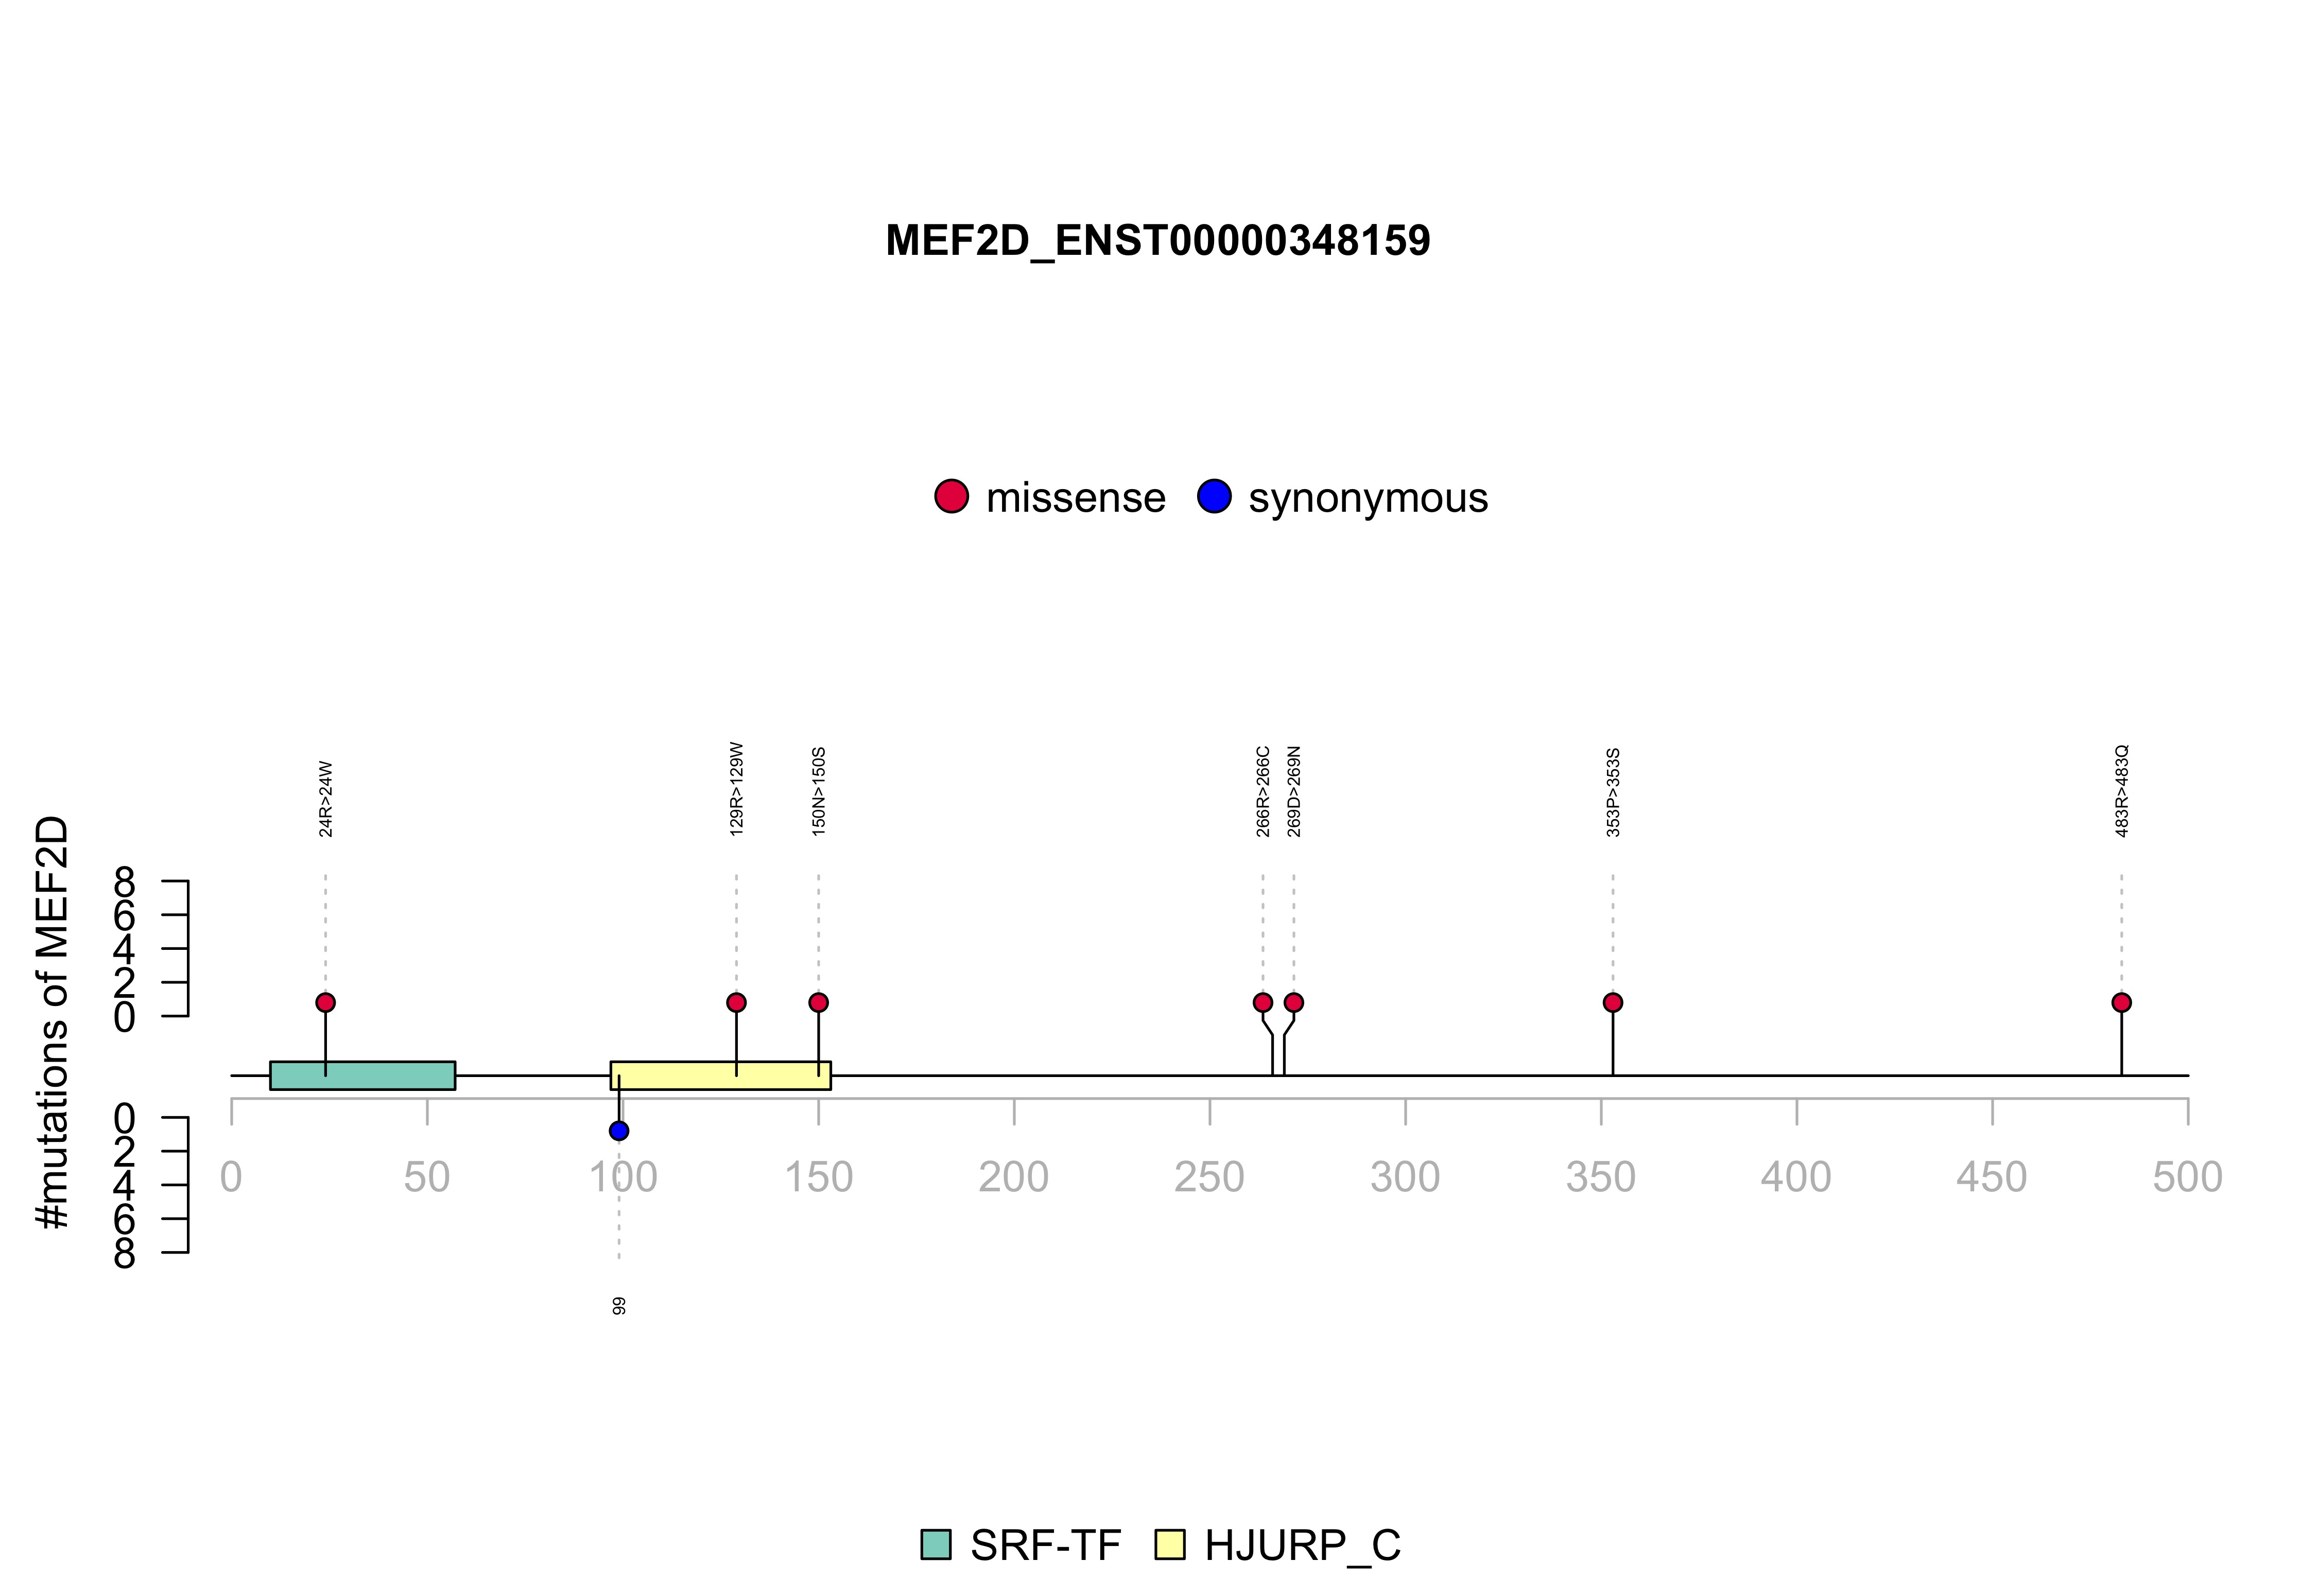 MEF2D_ENST00000348159
missense synonymous
24R>24W
129R>129W
150N>150S
266R>266C
269D>269N
353P>353S
483R>483Q
#mutations of MEF2D
8
6
4
2
0
0
2
4
6
8
0 50 100 150 200 250 300 350 400 450 500
99
SRF-TF HJURP_C